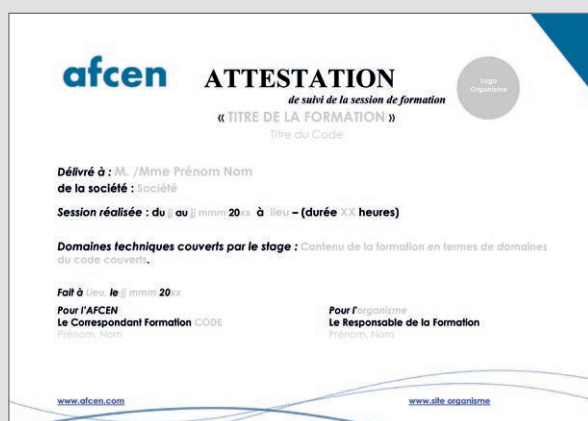 afcen
ATTESTATION
Logo
Organisme
de suivi de la session de formation
« TITRE DE LA FORMATION »
Titre du Code
Délivré à : M. /Mme Prénom Nom
de la société : Société
Session réalisée : du jj au jj mmm 20xx à lieu – (durée XX heures)
Domaines techniques couverts par le stage : Contenu de la formation en termes de domaines
du code couverts.
Fait à Lieu, le jj mmm 20xx
Pour l'AFCEN
Le Correspondant Formation CODE
Prénom, Nom
Pour l'organisme
Le Responsable de la Formation
Prénom, Nom
www.afcen.com
www.site organisme